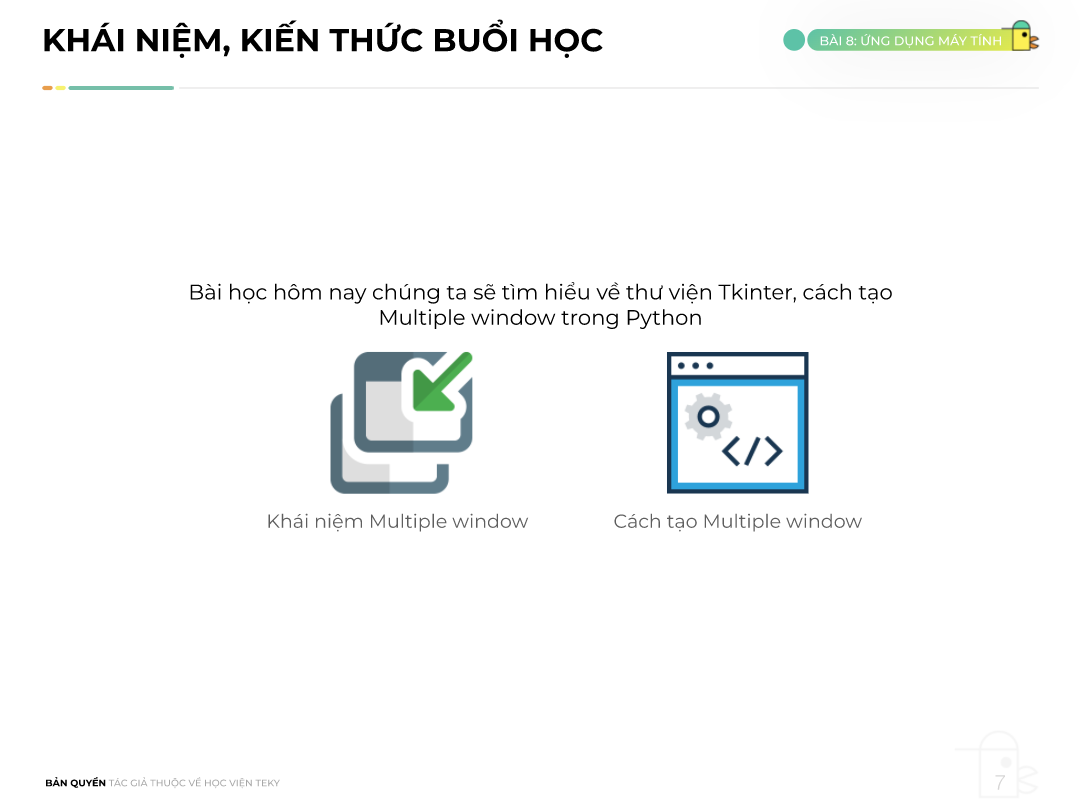 KHÁI NIỆM, KIẾN THỨC BUỔI HỌC
BÀI 8: ỨNG DỤNG MÁY TÍNH
Bài học hôm nay chúng ta sẽ tìm hiểu về thư viện Tkinter, cách tạo
Multiple window trong Python
Khái niệm Multiple window
Cách tạo Multiple window
BẢN QUYỀN TÁC GIẢ THUỘC VỀ HỌC VIỆN TEKY
7